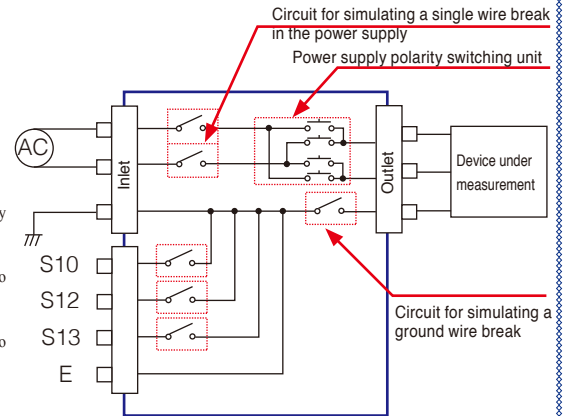 Circuit for simulating a single wire break
in the power supply
Power supply polarity switching unit
AC
Inlet
Outlet
Device under
measurement
y
S10
o
S12
S13
o
E
Circuit for simulating a
ground wire break